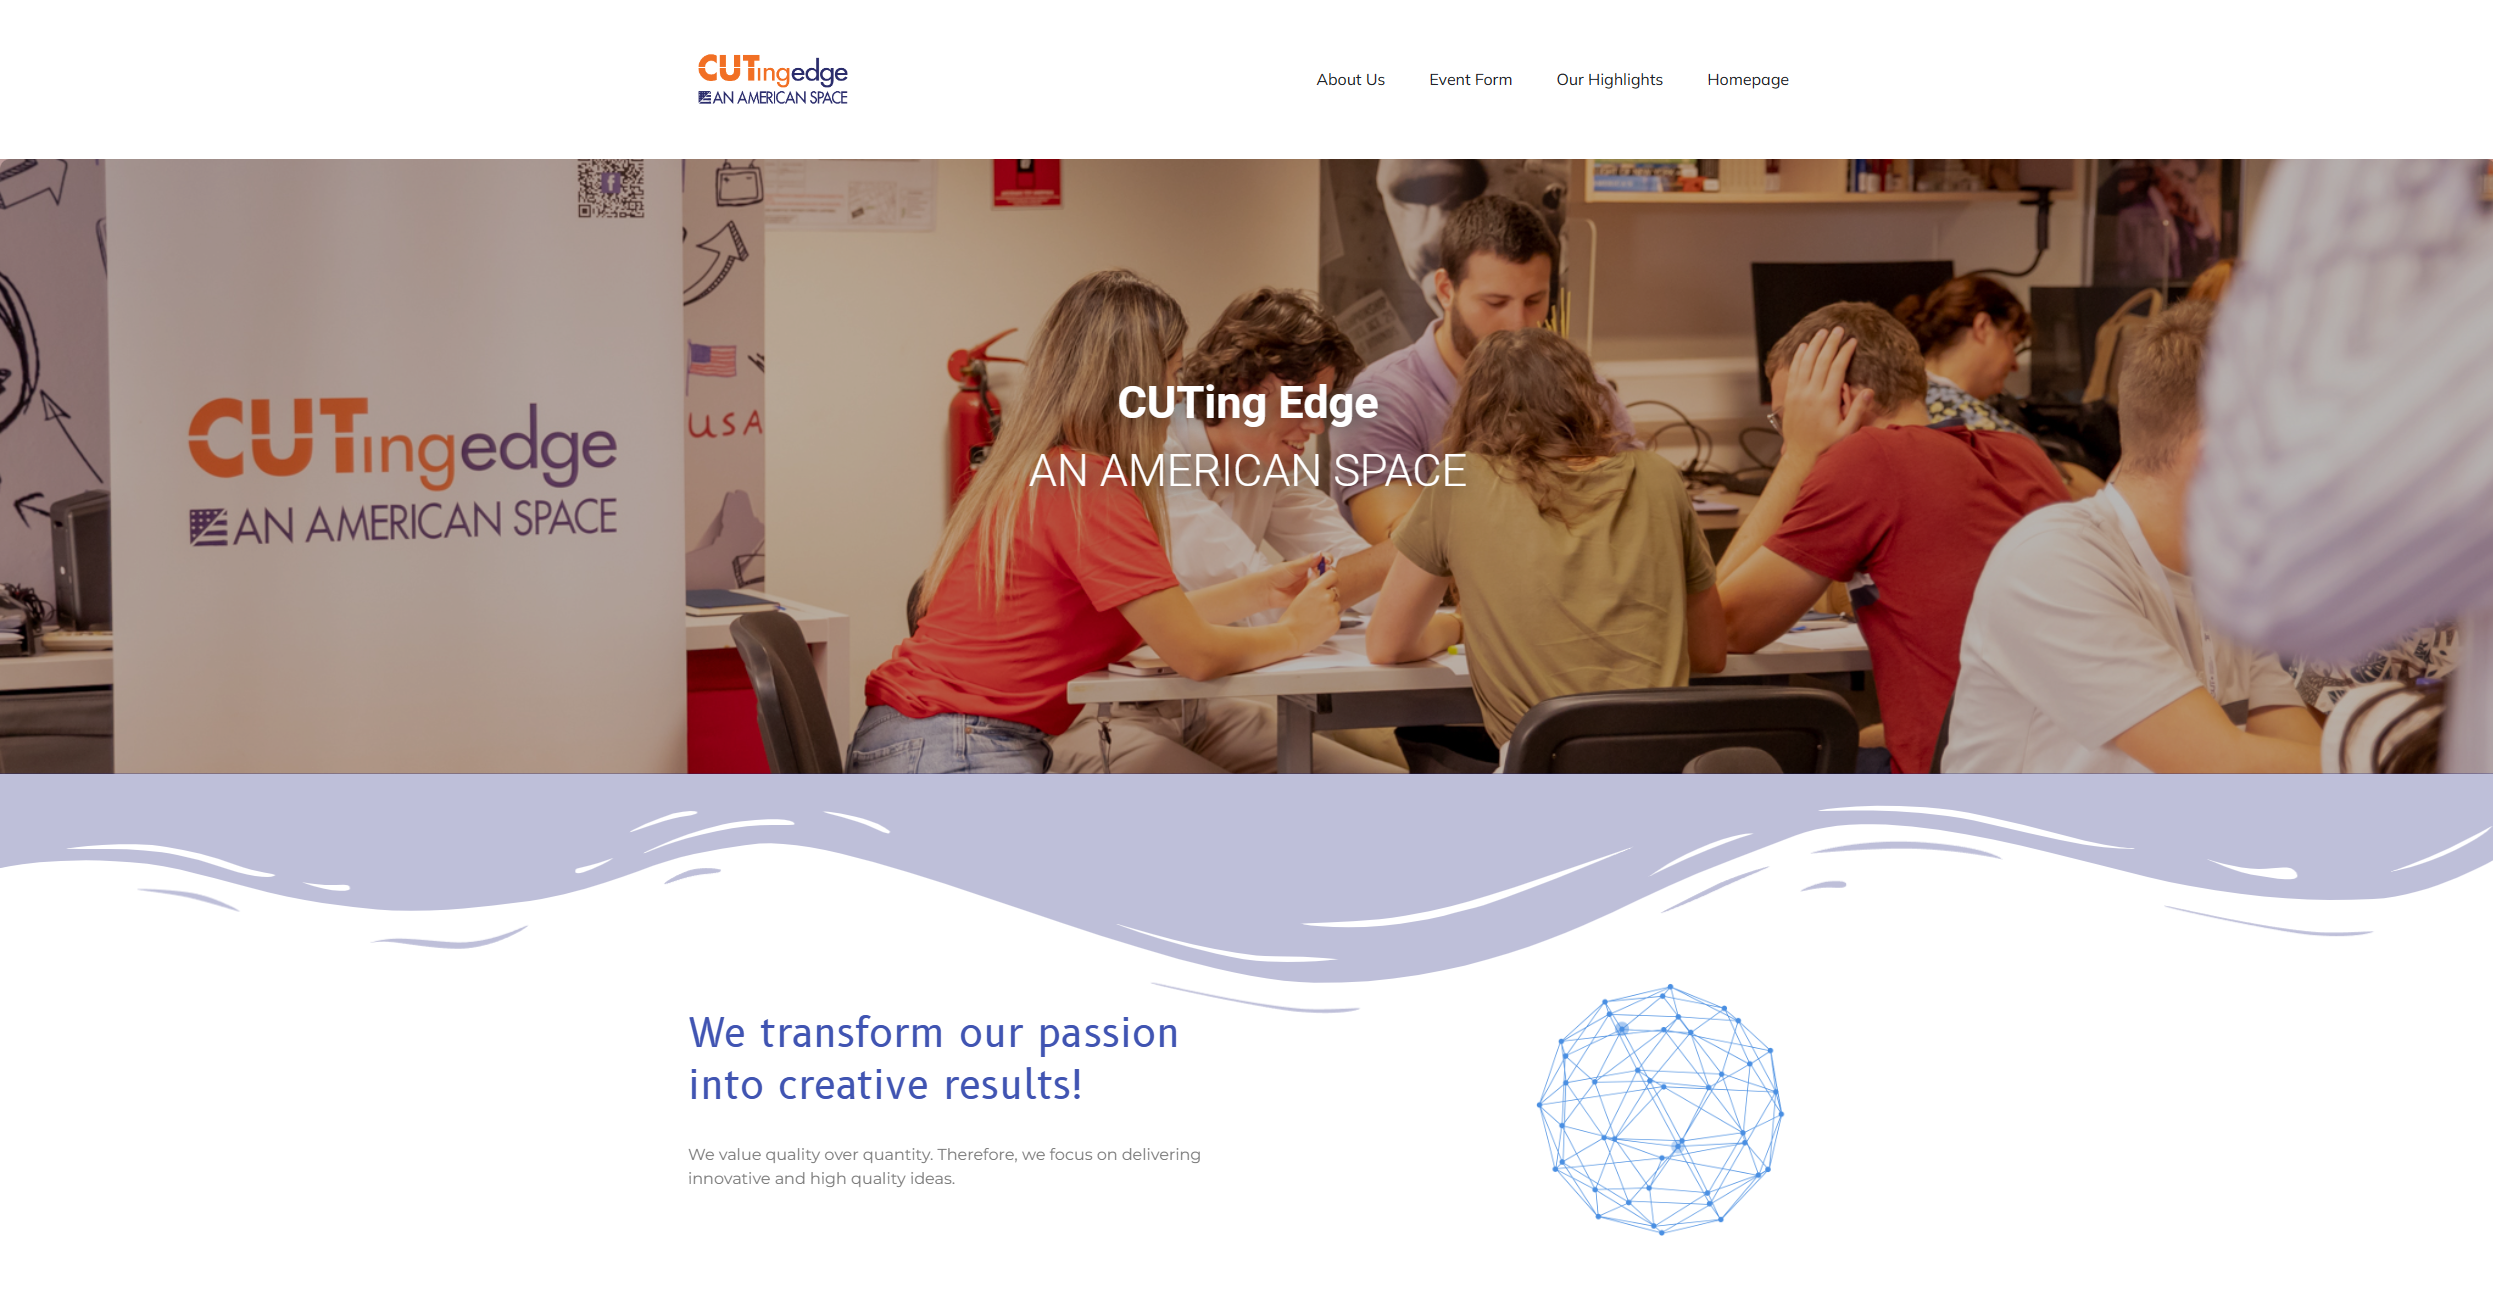 CUTingedge
AN AMERICAN SPACE
About Us
Event Form
Our Highlights
Homepage
CUTingedge
AN AMERICAN SPACE
USA
CUTing Edge
AN AMERICAN SPACE
We transform our passion
into creative results!
We value quality over quantity. Therefore, we focus on delivering
innovative and high quality ideas.